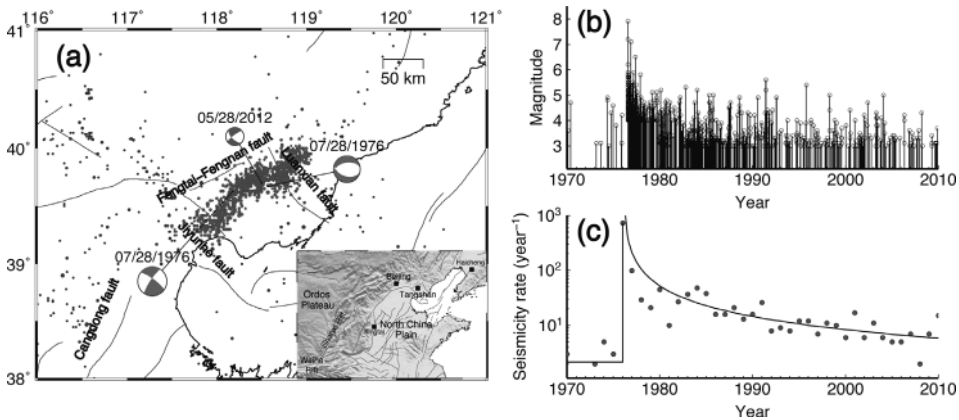 116° 117° 118° 119° 120° 121°
41°
40°
39°
38°
(a)
50 km
05/28/2012
07/28/1976
Fengtai–Fengnan fault
Luanxian fault
Jiyunhe fault
07/28/1976
Cangdong fault
Haicheng
Beijing
Tangshan
Ordos
Plateau
North China
Plain
(b)
Magnitude
8
7
6
5
4
3
1970 1980 1990 2000 2010
Year
(c)
Seismicity rate (year⁻¹)
10³
10²
10¹
1970 1980 1990 2000 2010
Year